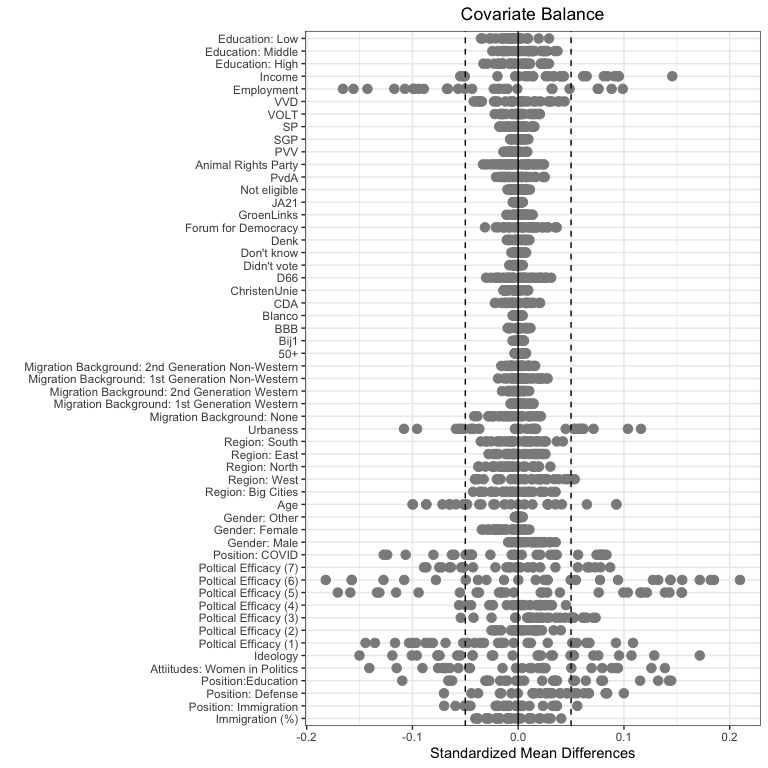 Covariate Balance
Education: Low
Education: Middle
Education: High
Income
Employment
VVD
VOLT
SP
SGP
PVV
Animal Rights Party
PvdA
Not eligible
JA21
GroenLinks
Forum for Democracy
Denk
Don't know
Didn't vote
D66
ChristenUnie
CDA
Blanco
BBB
Bij1
50+
Migration Background: 2nd Generation Non-Western
Migration Background: 1st Generation Non-Western
Migration Background: 2nd Generation Western
Migration Background: 1st Generation Western
Migration Background: None
Urbaness
Region: South
Region: East
Region: North
Region: West
Region: Big Cities
Age
Gender: Other
Gender: Female
Gender: Male
Position: COVID
Poltical Efficacy (7)
Poltical Efficacy (6)
Poltical Efficacy (5)
Poltical Efficacy (4)
Poltical Efficacy (3)
Poltical Efficacy (2)
Poltical Efficacy (1)
Ideology
Attiitudes: Women in Politics
Position:Education
Position: Defense
Position: Immigration
Immigration (%)
-0.2 -0.1 0.0 0.1 0.2
Standardized Mean Differences